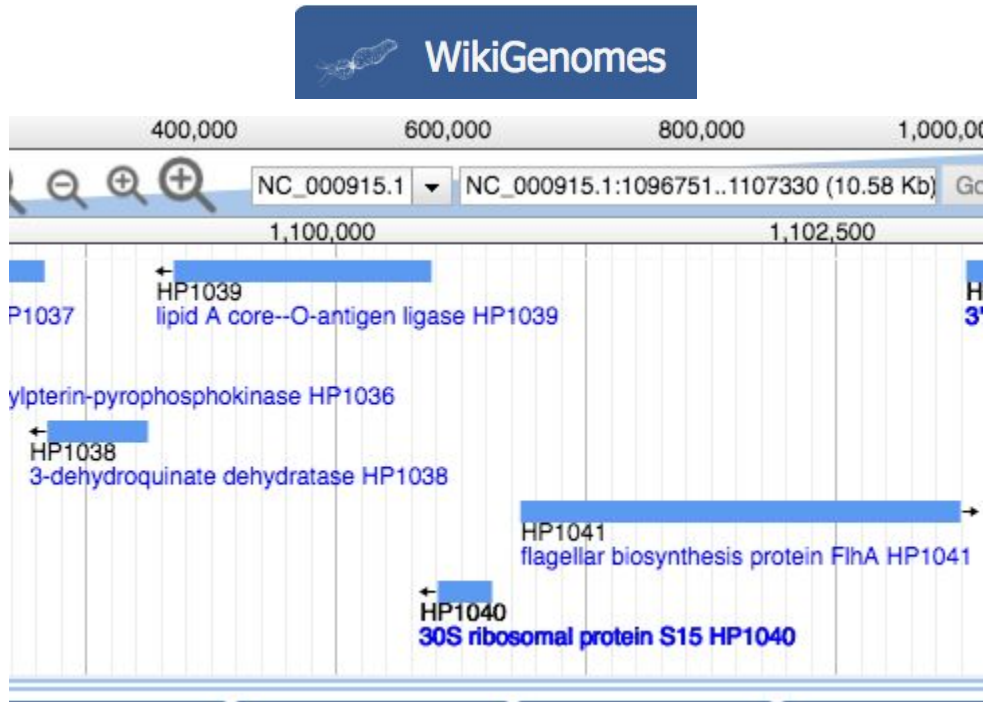 WikiGenomes
400,000 600,000 800,000 1,000,00
NC_000915.1 NC_000915.1:1096751..1107330 (10.58 Kb) Go
1,100,000 1,102,500
HP1039 H
P1037 lipid A core--O-antigen ligase HP1039 3'
ylpterin-pyrophosphokinase HP1036
HP1038
3-dehydroquinate dehydratase HP1038
HP1041
flagellar biosynthesis protein FlhA HP1041
HP1040
30S ribosomal protein S15 HP1040